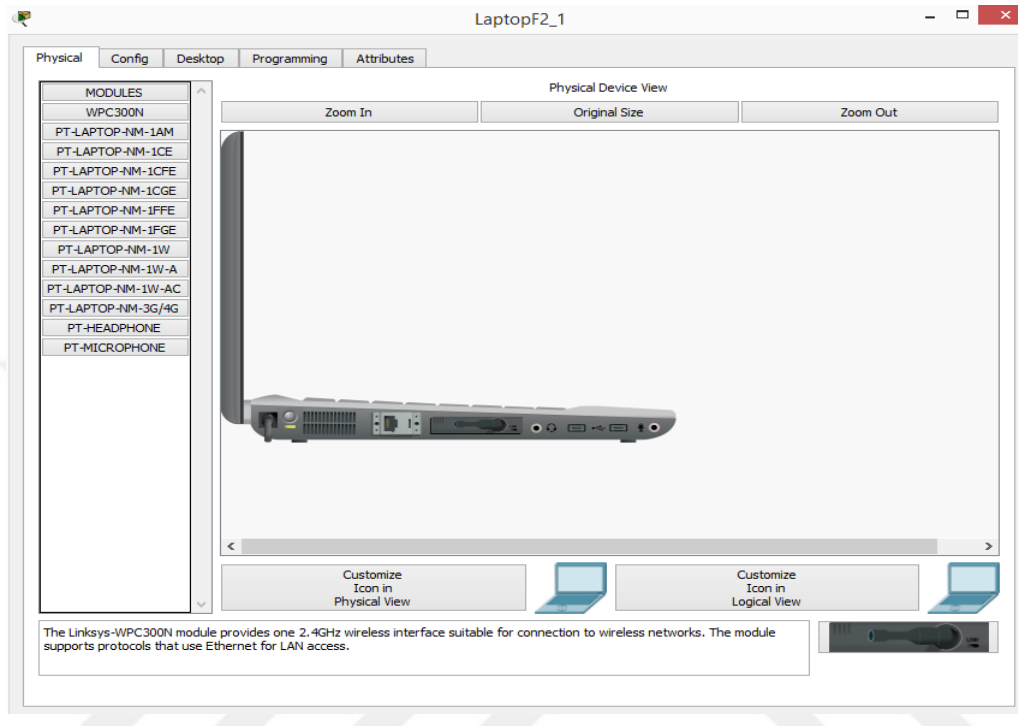 LaptopF2_1
Physical
Config
Desktop
Programming
Attributes
MODULES
WPC300N
PT-LAPTOP-NM-1AM
PT-LAPTOP-NM-1CE
PT-LAPTOP-NM-1CFE
PT-LAPTOP-NM-1CGE
PT-LAPTOP-NM-1FFE
PT-LAPTOP-NM-1FGE
PT-LAPTOP-NM-1W
PT-LAPTOP-NM-1W-A
PT-LAPTOP-NM-1W-AC
PT-LAPTOP-NM-3G/4G
PT-HEADPHONE
PT-MICROPHONE
Physical Device View
Zoom In
Original Size
Zoom Out
Customize
Icon in
Physical View
Customize
Icon in
Logical View
The Linksys-WPC300N module provides one 2.4GHz wireless interface suitable for connection to wireless networks. The module
supports protocols that use Ethernet for LAN access.